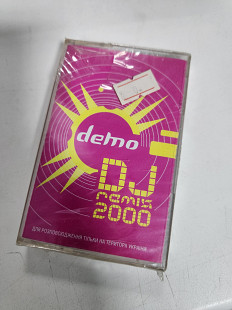 demo
DJ
remix
2000
ДЛЯ РОЗПОВСЮДЖЕННЯ ТІЛЬКИ НА ТЕРИТОРІЇ УКРАЇНИ